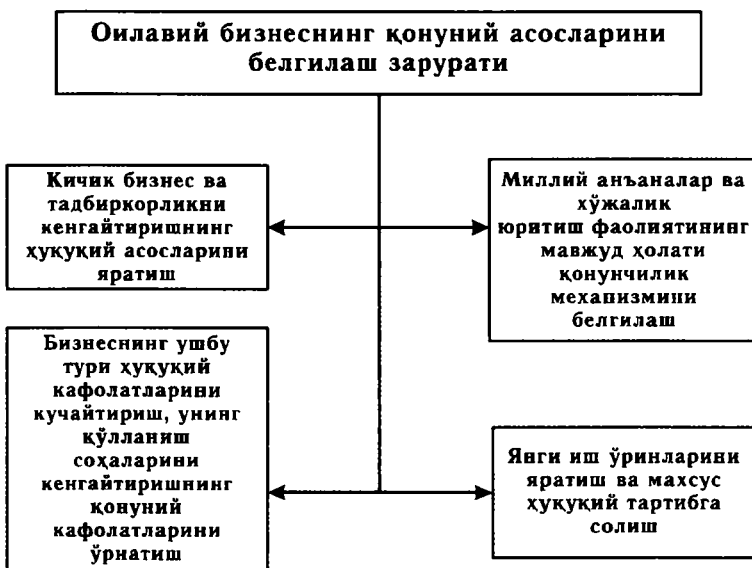 Оилавий бизнеснинг қонуний асосларини
белгилаш зарурати
Кичик бизнес ва
тадбиркорликни
кенгайтиришнинг
ҳуқуқий асосларини
яратиш
Миллий анъаналар ва
хўжалик
юритиш фаолиятининг
мавжуд ҳолати
қонунчилик
механизмини
белгилаш
Бизнеснинг ушбу
тури ҳуқуқий
кафолатларини
кучайтириш, унинг
қўлланиш
соҳаларини
кенгайтиришнинг
қонуний
кафолатларини
ўрнатиш
Янги иш ўринларини
яратиш ва махсус
ҳуқуқий тартибга
солиш